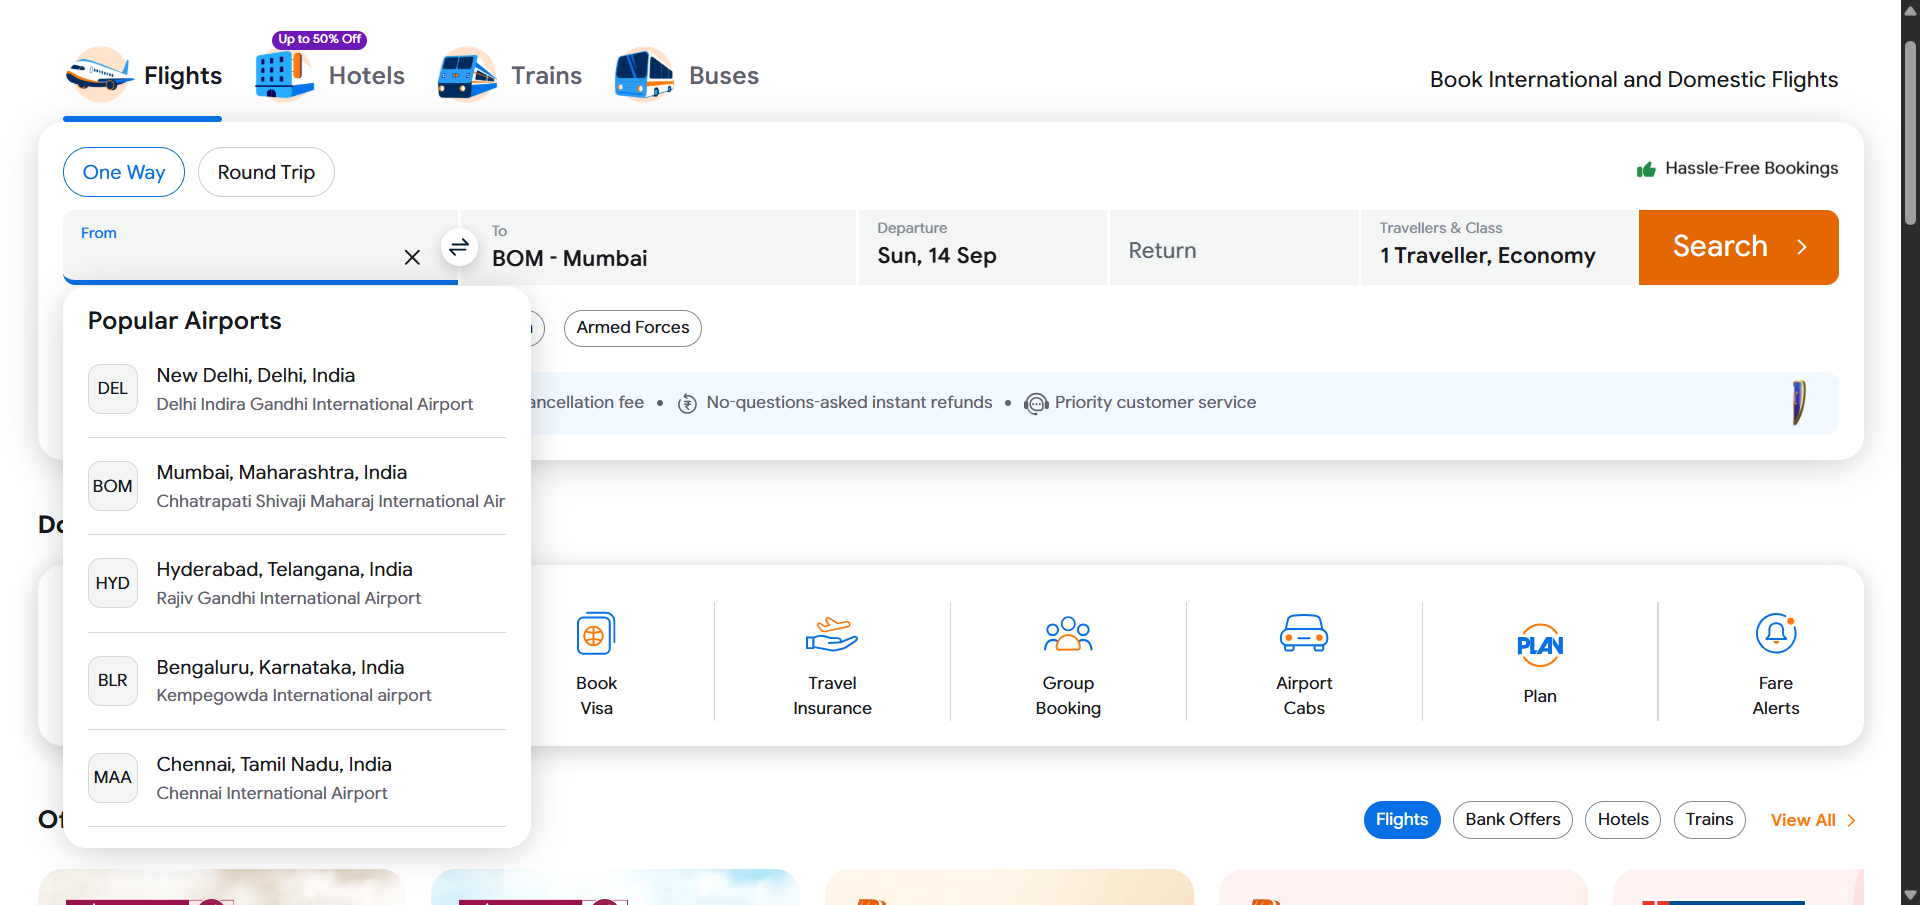 Up to 50% Off
Flights
Hotels
Trains
Buses
Book International and Domestic Flights
One Way
Round Trip
Hassle-Free Bookings
From
To
BOM - Mumbai
Departure
Sun, 14 Sep
Return
Travellers & Class
1 Traveller, Economy
Search
Popular Airports
Armed Forces
DEL
New Delhi, Delhi, India
Delhi Indira Gandhi International Airport
ancellation fee • No-questions-asked instant refunds • Priority customer service
BOM
Mumbai, Maharashtra, India
Chhatrapati Shivaji Maharaj International Air
HYD
Hyderabad, Telangana, India
Rajiv Gandhi International Airport
BLR
Bengaluru, Karnataka, India
Kempegowda International airport
MAA
Chennai, Tamil Nadu, India
Chennai International Airport
Book
Visa
Travel
Insurance
Group
Booking
Airport
Cabs
PLAN
Plan
Fare
Alerts
Flights
Bank Offers
Hotels
Trains
View All